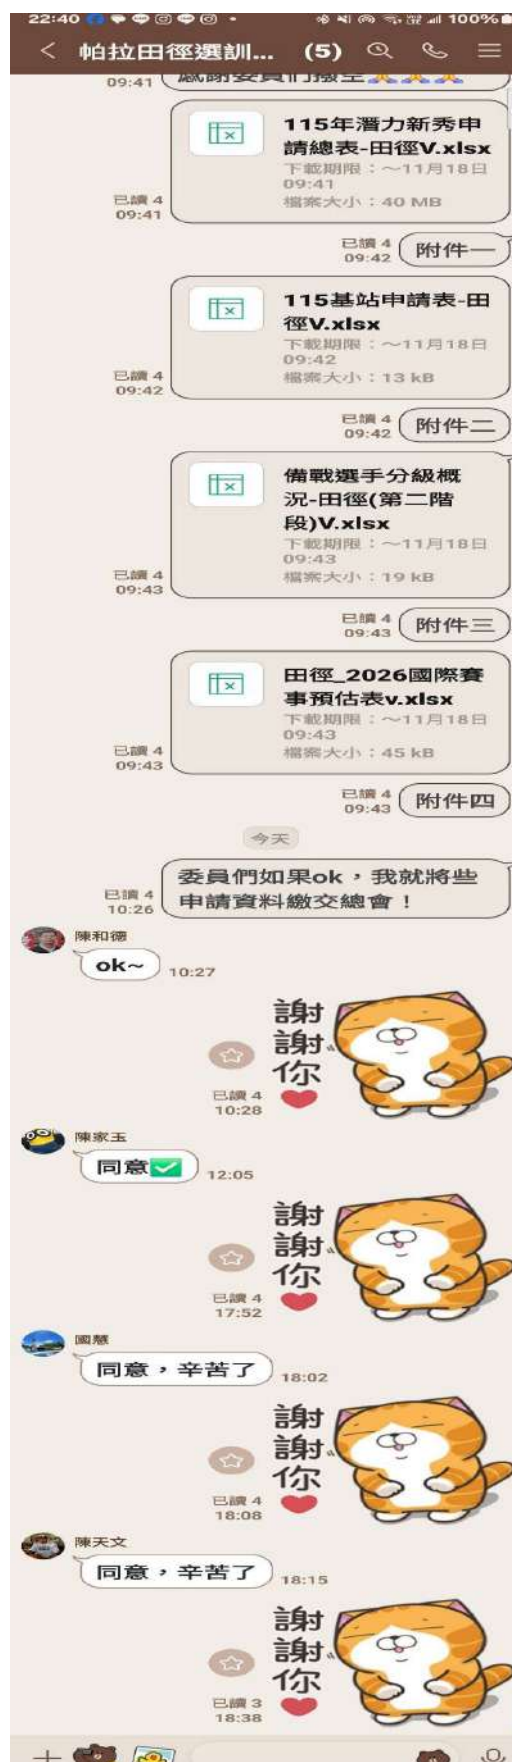 22:40
100%
帕拉田徑選訓... (5)
09:41
感謝委員們撥空🙏🙏🙏
115年潛力新秀申
請總表-田徑V.xlsx
下載期限：～11月18日
09:41
檔案大小：40 MB
已讀 4
09:41
已讀 4
09:42
附件一
115基站申請表-田
徑V.xlsx
下載期限：～11月18日
09:42
檔案大小：13 kB
已讀 4
09:42
已讀 4
09:42
附件二
備戰選手分級概
況-田徑(第二階
段)V.xlsx
下載期限：～11月18日
09:43
檔案大小：19 kB
已讀 4
09:43
已讀 4
09:43
附件三
田徑_2026國際賽
事預估表v.xlsx
下載期限：～11月18日
09:43
檔案大小：45 kB
已讀 4
09:43
已讀 4
09:43
附件四
今天
委員們如果ok，我就將些
申請資料繳交總會！
已讀 4
10:26
陳和德
ok~
10:27
謝
謝
你
已讀 4
10:28
陳家玉
同意✅
12:05
謝
謝
你
已讀 4
17:52
國慧
同意，辛苦了
18:02
謝
謝
你
已讀 4
18:08
陳天文
同意，辛苦了
18:15
謝
謝
你
已讀 3
18:38